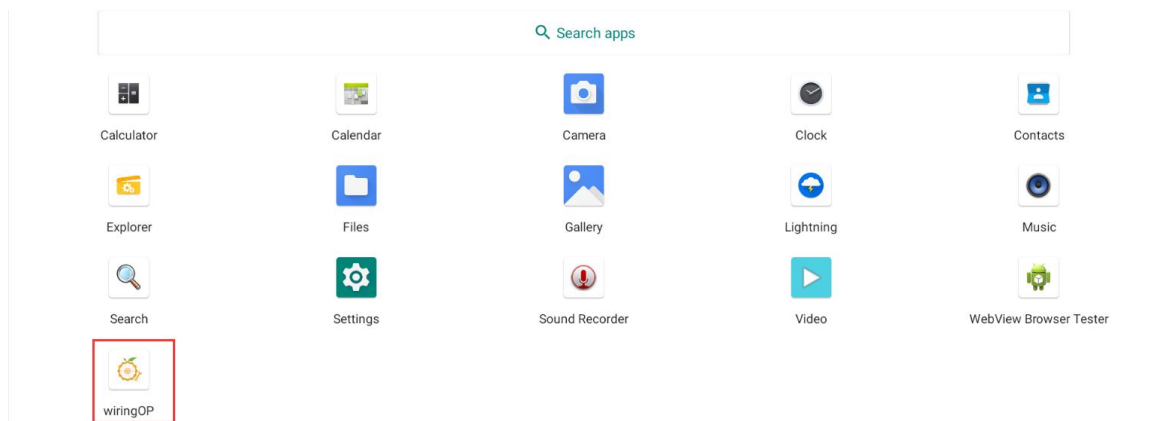 Search apps
Calculator
Calendar
Camera
Clock
Contacts
Explorer
Files
Gallery
Lightning
Music
Search
Settings
Sound Recorder
Video
WebView Browser Tester
wiringOP